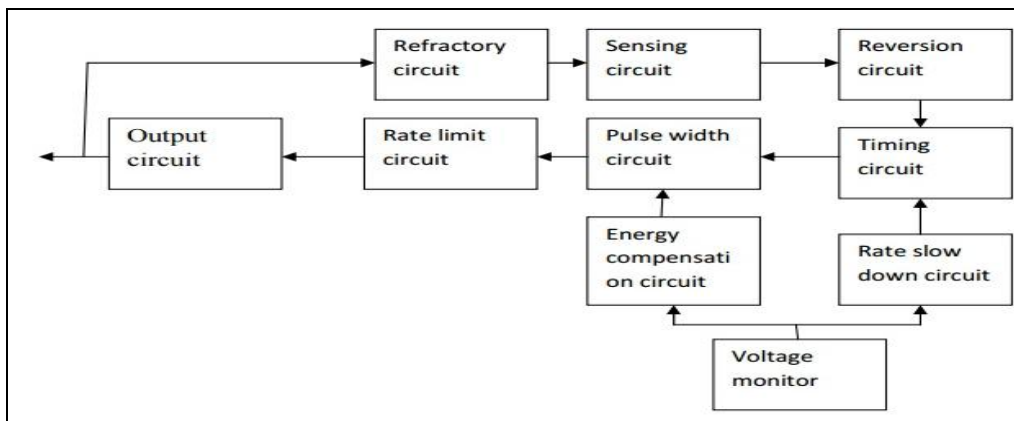 Refractory
circuit
Sensing
circuit
Reversion
circuit
Output
circuit
Rate limit
circuit
Pulse width
circuit
Timing
circuit
Energy
compensati
on circuit
Rate slow
down circuit
Voltage
monitor